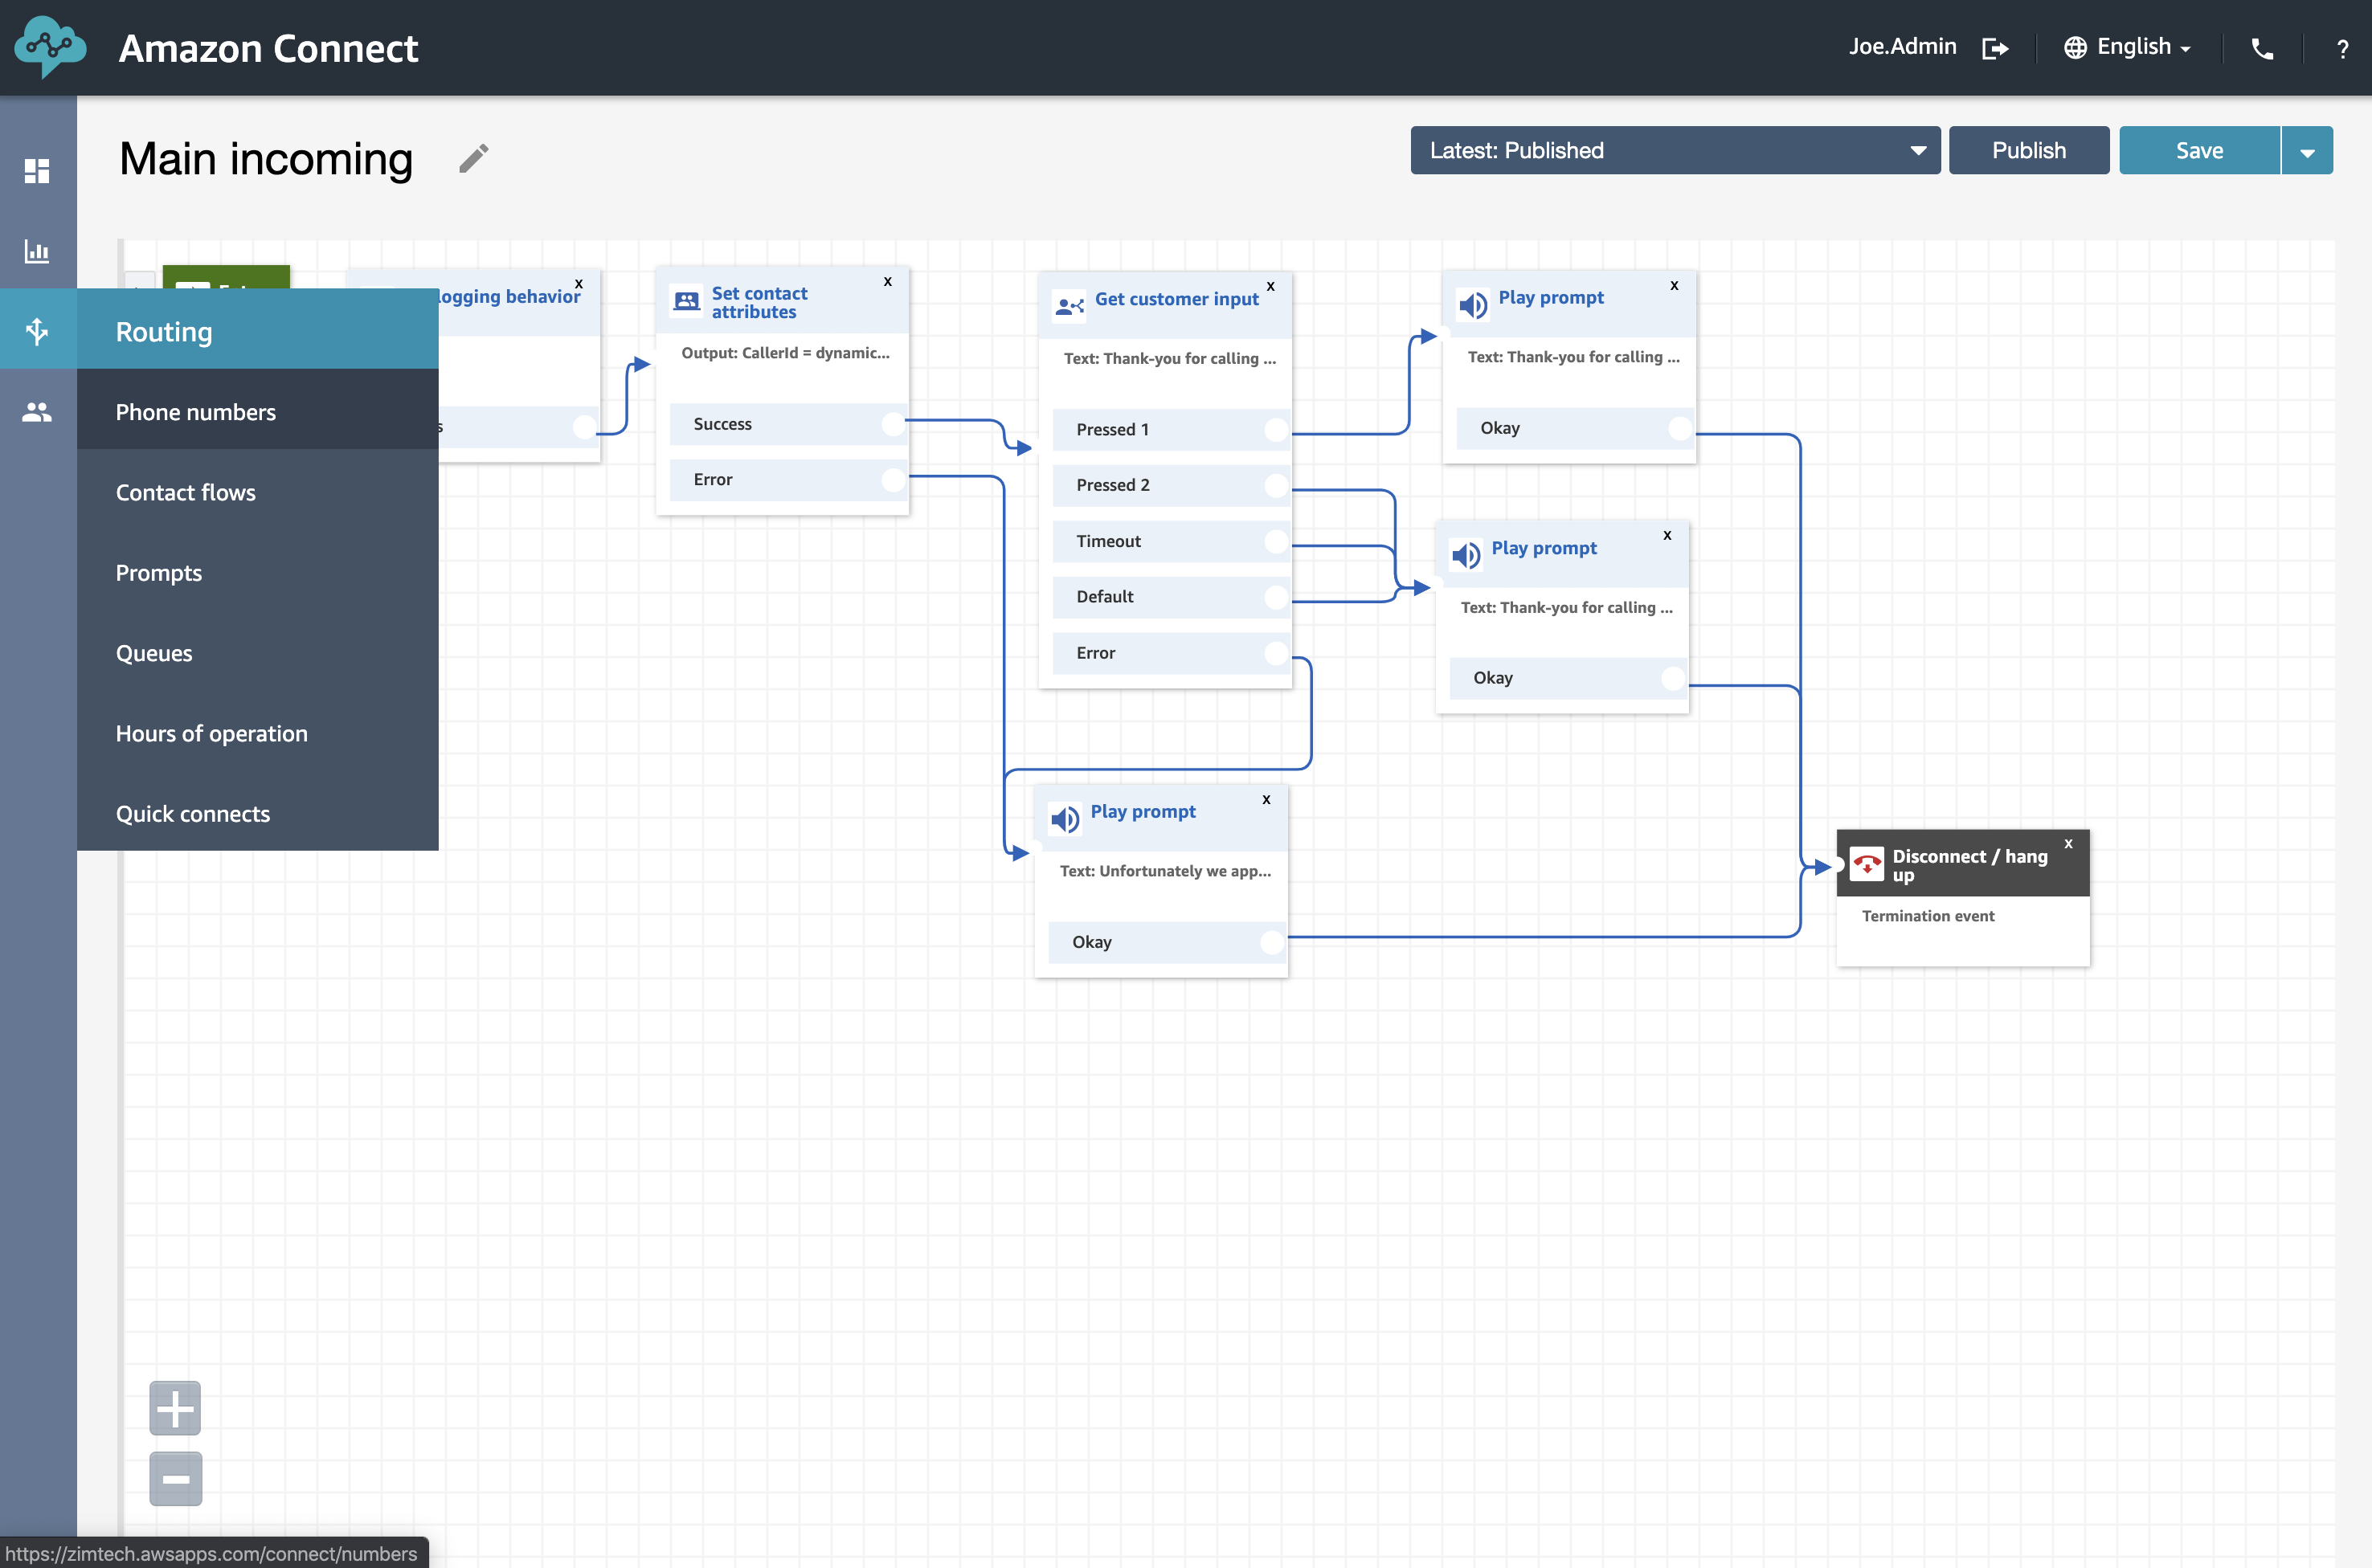 Amazon Connect
Joe.Admin
English
?
Main incoming
Latest: Published
Publish
Save
Routing
Phone numbers
Contact flows
Prompts
Queues
Hours of operation
Quick connects
logging behavior
x
Set contact
attributes
x
Output: CallerId = dynamic...
Success
Error
Get customer input
x
Text: Thank-you for calling ...
Pressed 1
Pressed 2
Timeout
Default
Error
Play prompt
x
Text: Thank-you for calling ...
Okay
Play prompt
x
Text: Thank-you for calling ...
Okay
Play prompt
x
Text: Unfortunately we app...
Okay
Disconnect / hang
up
x
Termination event
https://zimtech.awsapps.com/connect/numbers